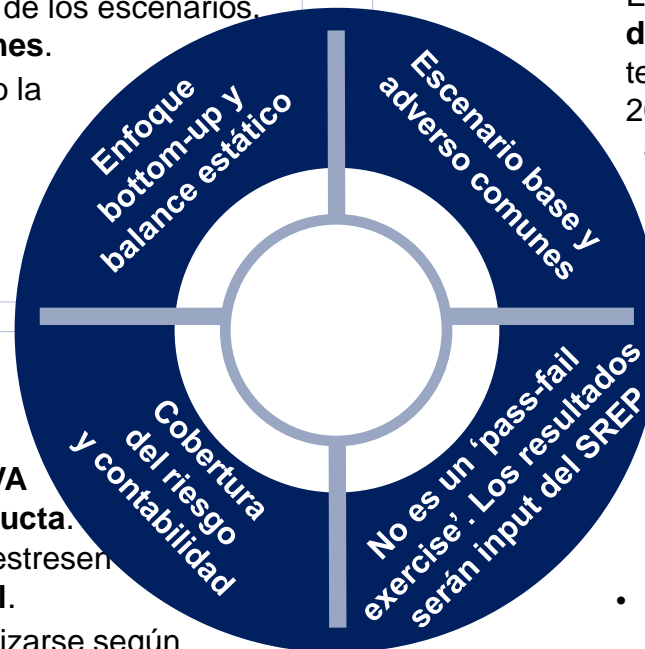 de los escenarios,
nes.
o la
Enfoque
bottom-up y
balance estático
Escenario base y
adverso comunes
d
te
20
Cobertura
del riesgo
y contabilidad
No es un ‘pass-fail
exercise’. Los resultados
serán input del SREP
VA
ucta.
estresen
l.
izarse según
•